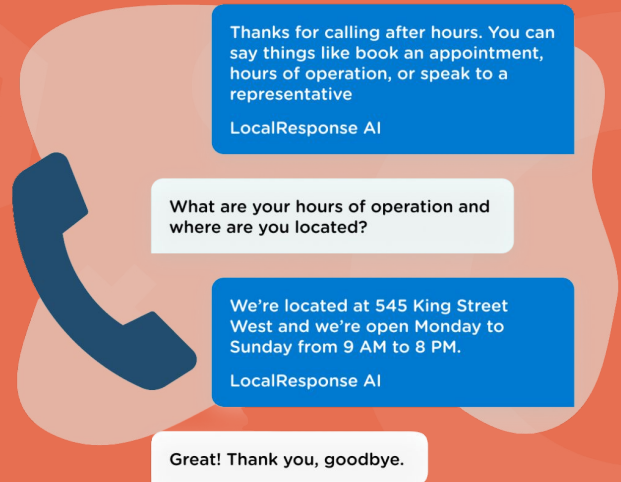 Thanks for calling after hours. You can
say things like book an appointment,
hours of operation, or speak to a
representative
LocalResponse AI
What are your hours of operation and
where are you located?
We’re located at 545 King Street
West and we’re open Monday to
Sunday from 9 AM to 8 PM.
LocalResponse AI
Great! Thank you, goodbye.